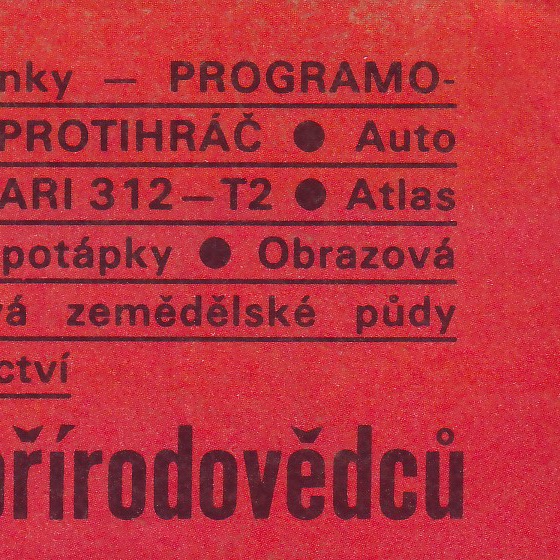 nky — PROGRAMO-
PROTIHRÁČ ● Auto
ARI 312—T2 ● Atlas
potápky ● Obrazová
vá zemědělské půdy
ctví
přírodovědců